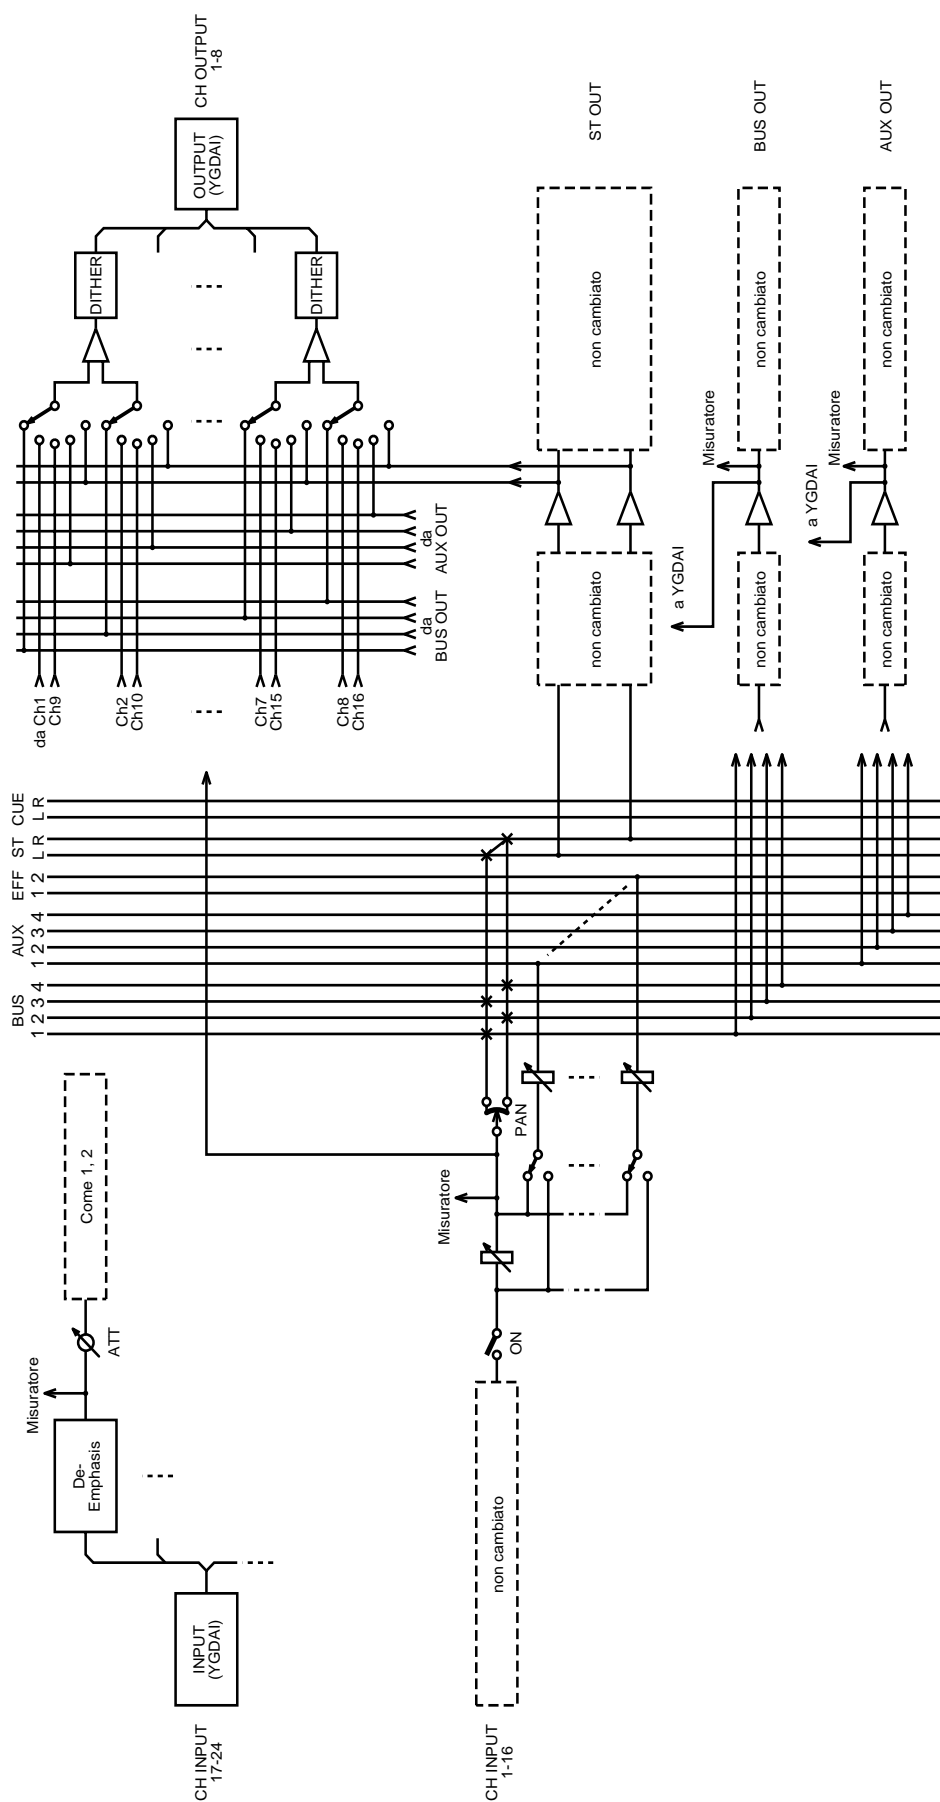 CH INPUT
17-24
INPUT
(YGDAI)
De-
Emphasis
Misuratore
ATT
Come 1, 2
BUS
1 2 3 4
AUX
1 2 3 4
EFF
1 2
ST
L R
CUE
L R
da Ch1
Ch9
Ch2
Ch10
Ch7
Ch15
Ch8
Ch16
da
BUS OUT
da
AUX OUT
DITHER
DITHER
OUTPUT
(YGDAI)
CH OUTPUT
1-8
CH INPUT
1-16
non cambiato
ON
Misuratore
PAN
non cambiato
non cambiato
ST OUT
a YGDAI
non cambiato
Misuratore
non cambiato
BUS OUT
a YGDAI
non cambiato
Misuratore
non cambiato
AUX OUT